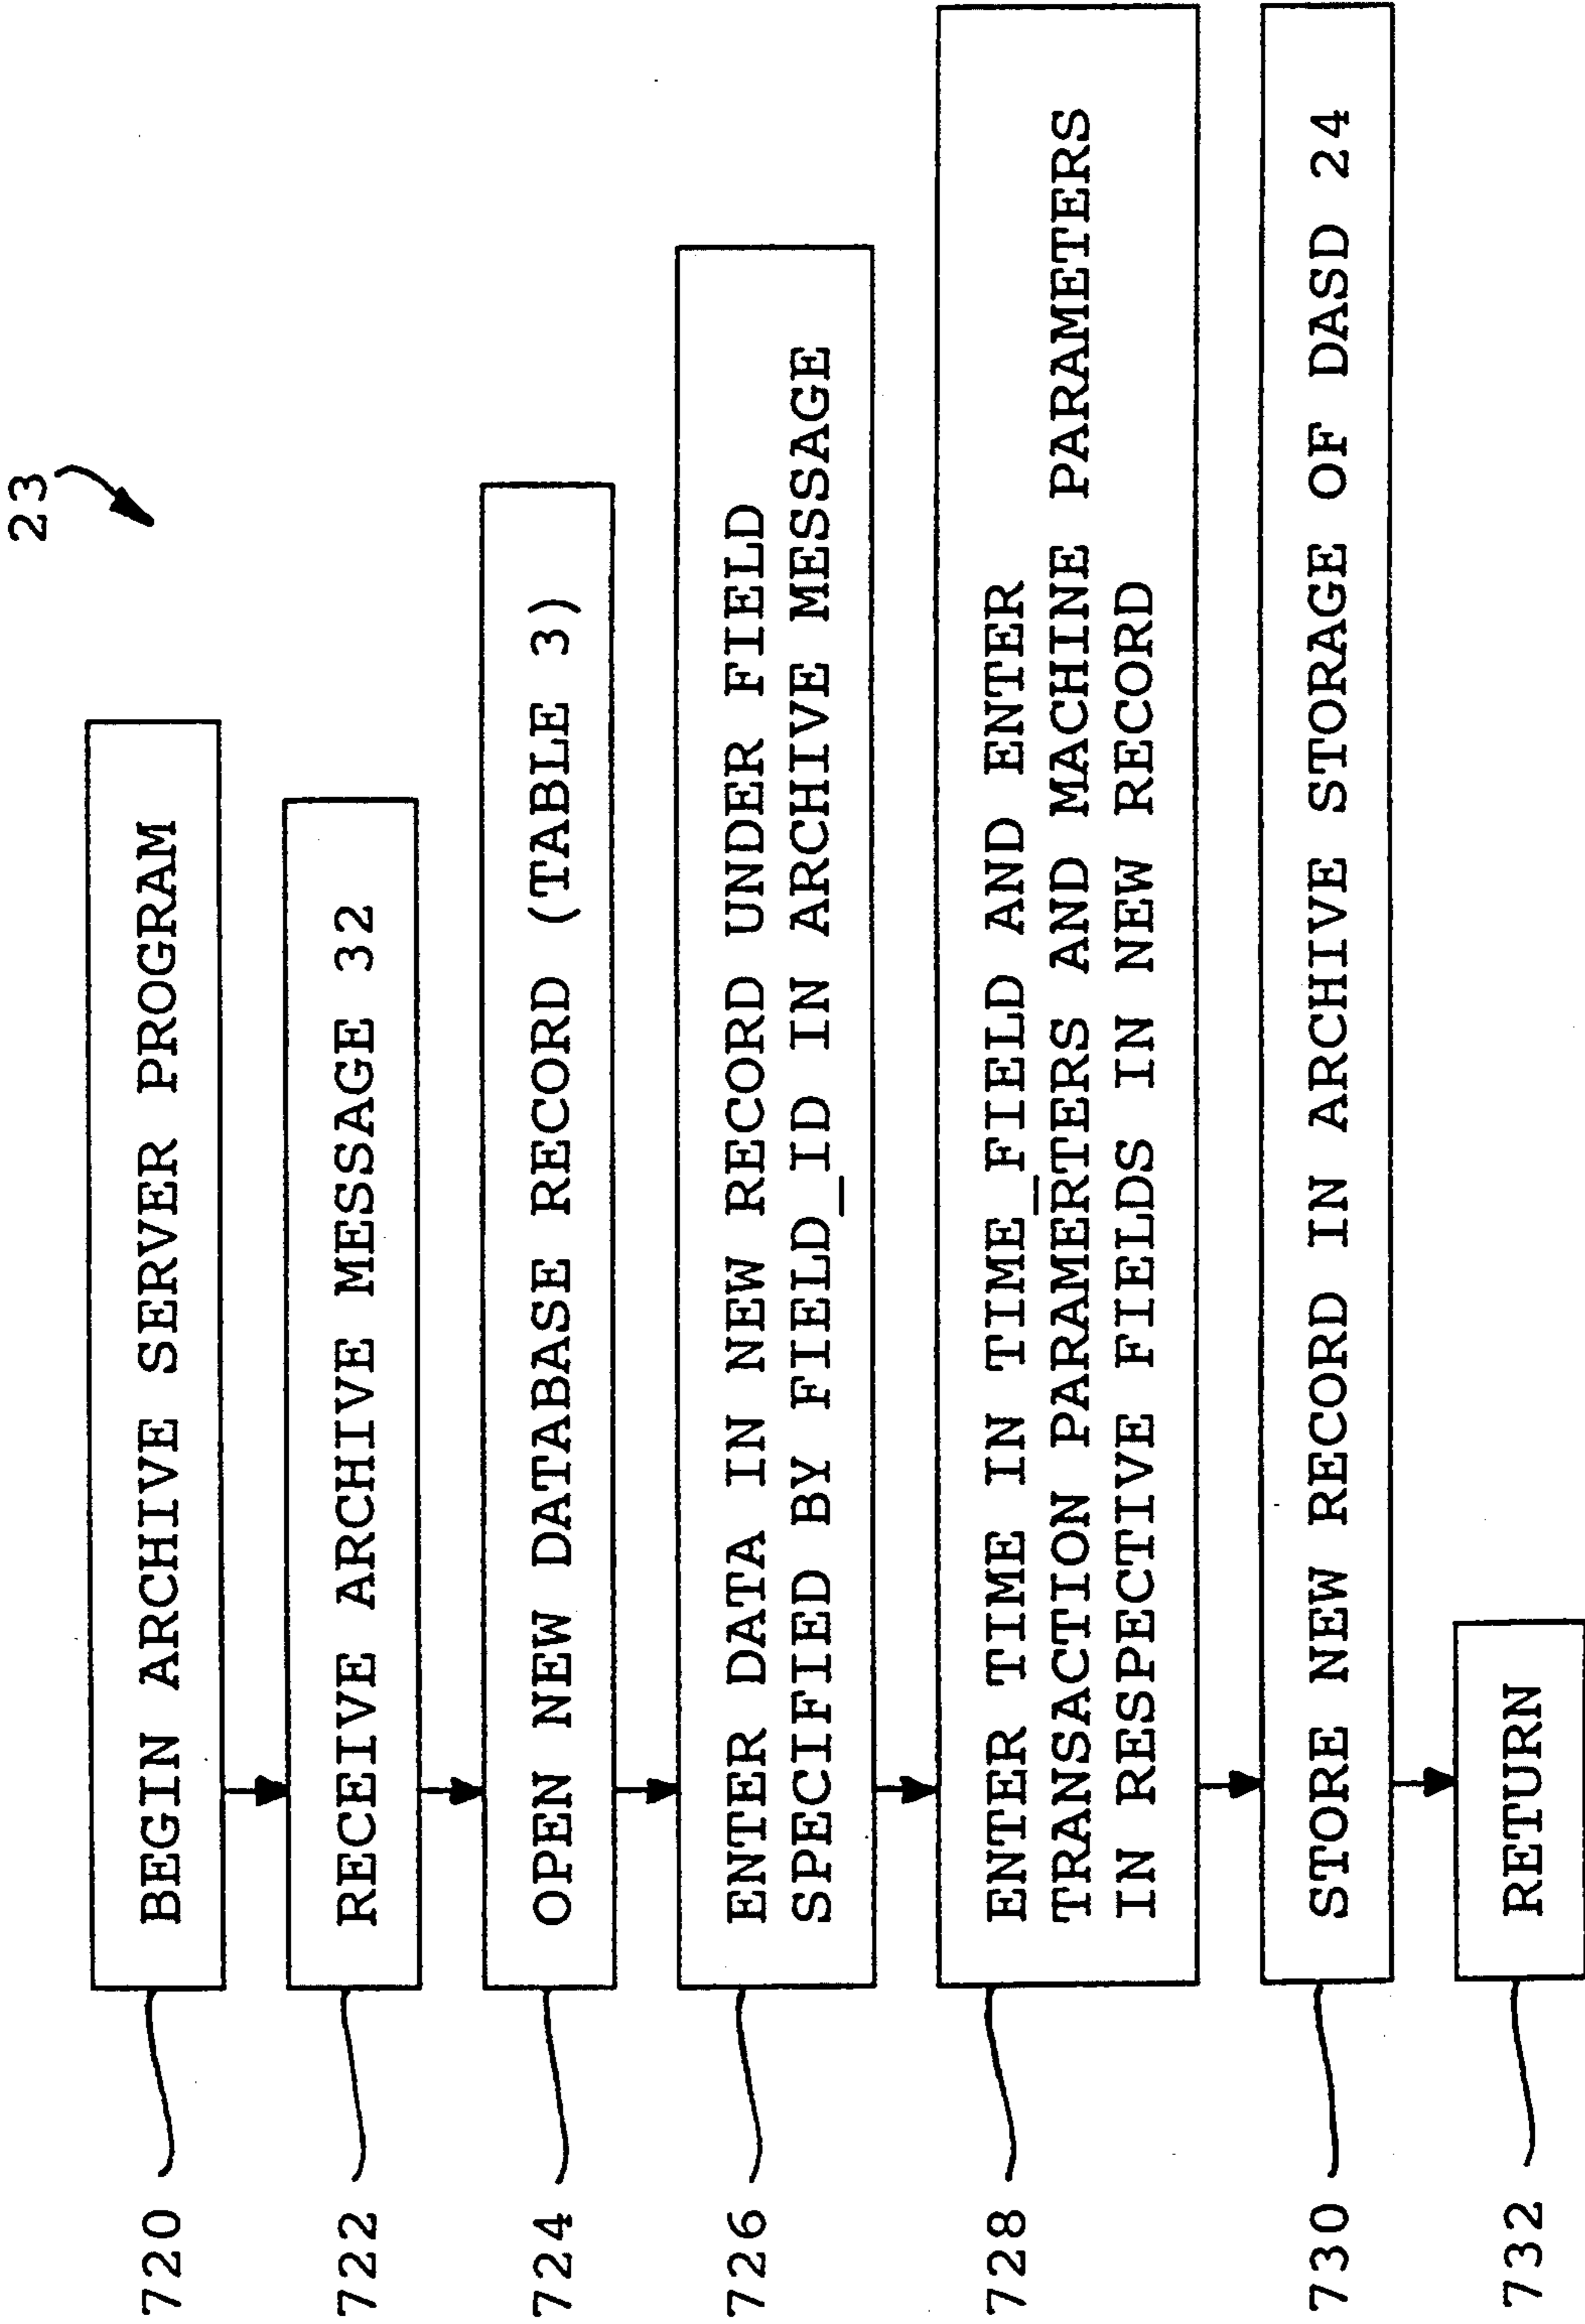 23
720
BEGIN ARCHIVE SERVER PROGRAM
722
RECEIVE ARCHIVE MESSAGE 32
724
OPEN NEW DATABASE RECORD (TABLE 3)
726
ENTER DATA IN NEW RECORD UNDER FIELD
SPECIFIED BY FIELD_ID IN ARCHIVE MESSAGE
728
ENTER TIME IN TIME_FIELD AND ENTER
TRANSACTION PARAMERTERS AND MACHINE PARAMETERS
IN RESPECTIVE FIELDS IN NEW RECORD
730
STORE NEW RECORD IN ARCHIVE STORAGE OF DASD 24
732
RETURN